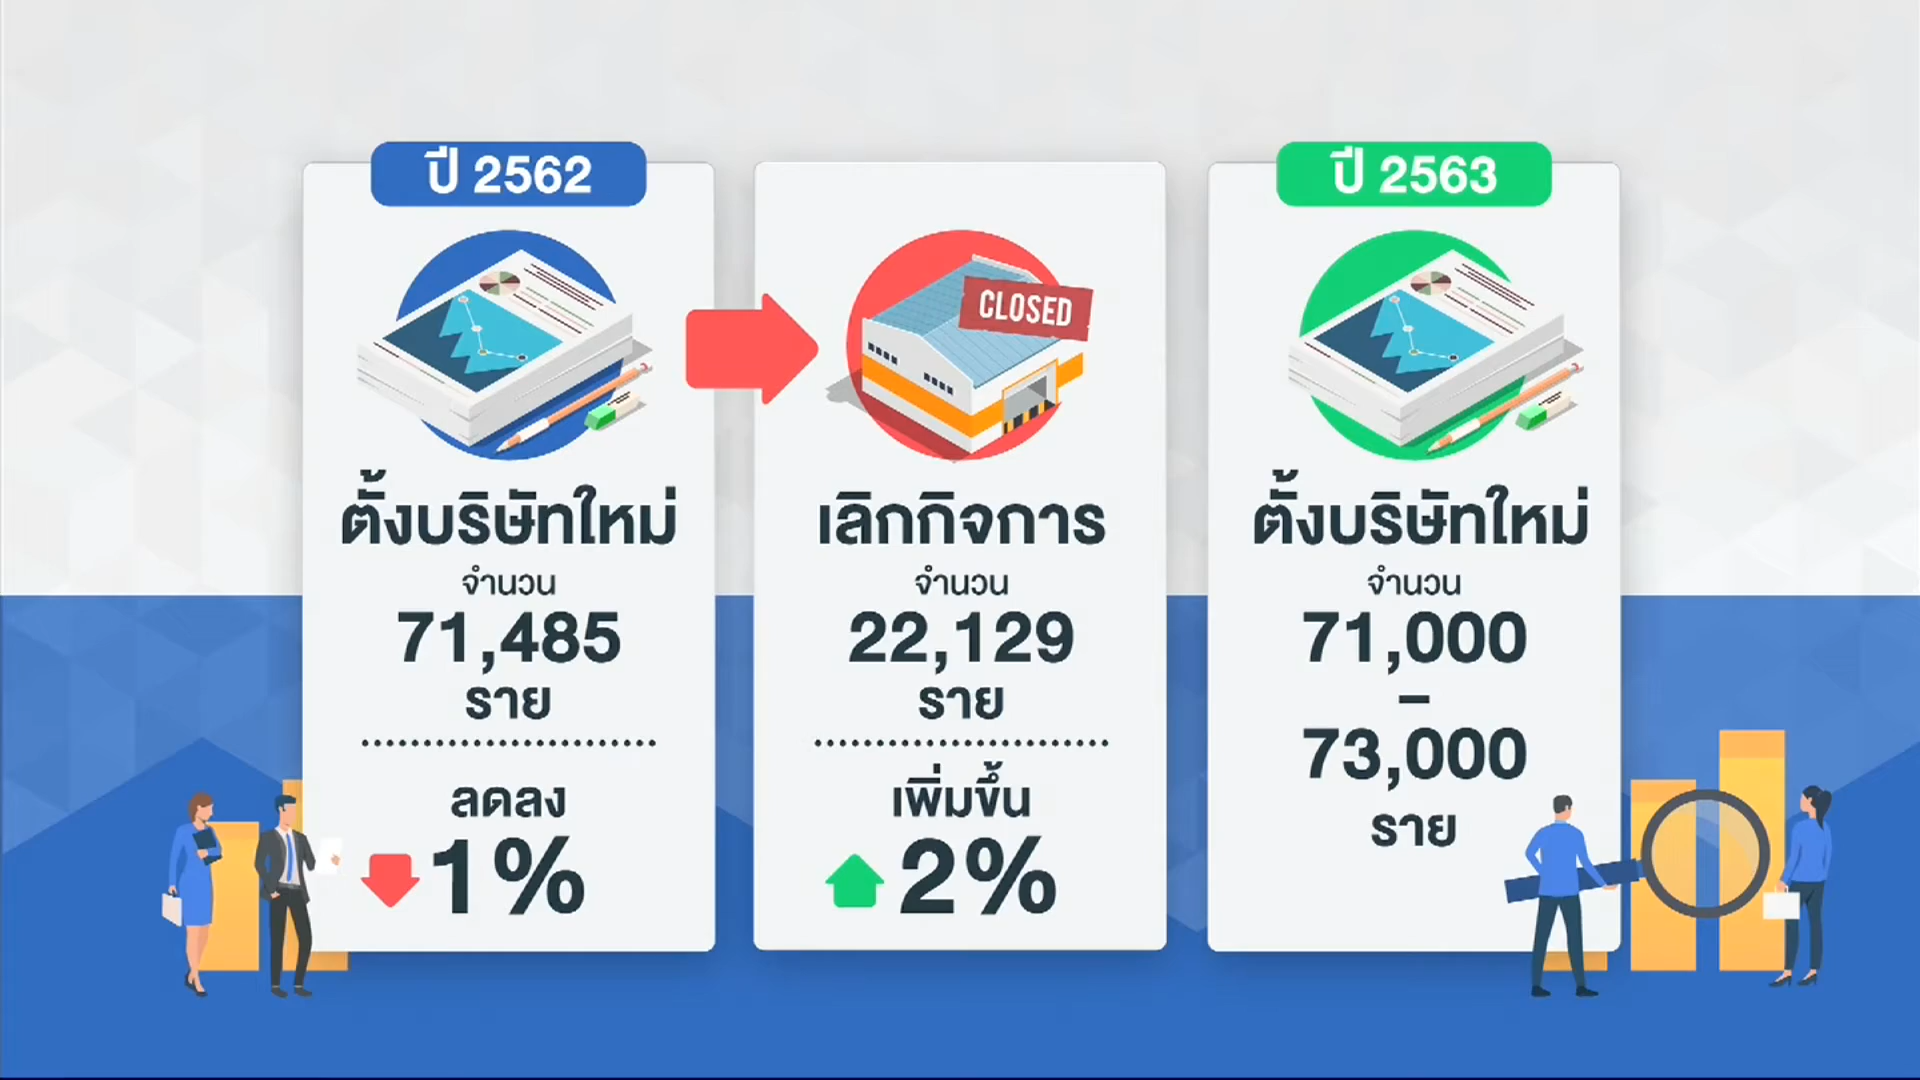 ปี 2562
ตั้งบริษัทใหม่
จำนวน
71,485
ราย
ลดลง
1%
CLOSED
เลิกกิจการ
จำนวน
22,129
ราย
เพิ่มขึ้น
2%
ปี 2563
ตั้งบริษัทใหม่
จำนวน
71,000
–
73,000
ราย